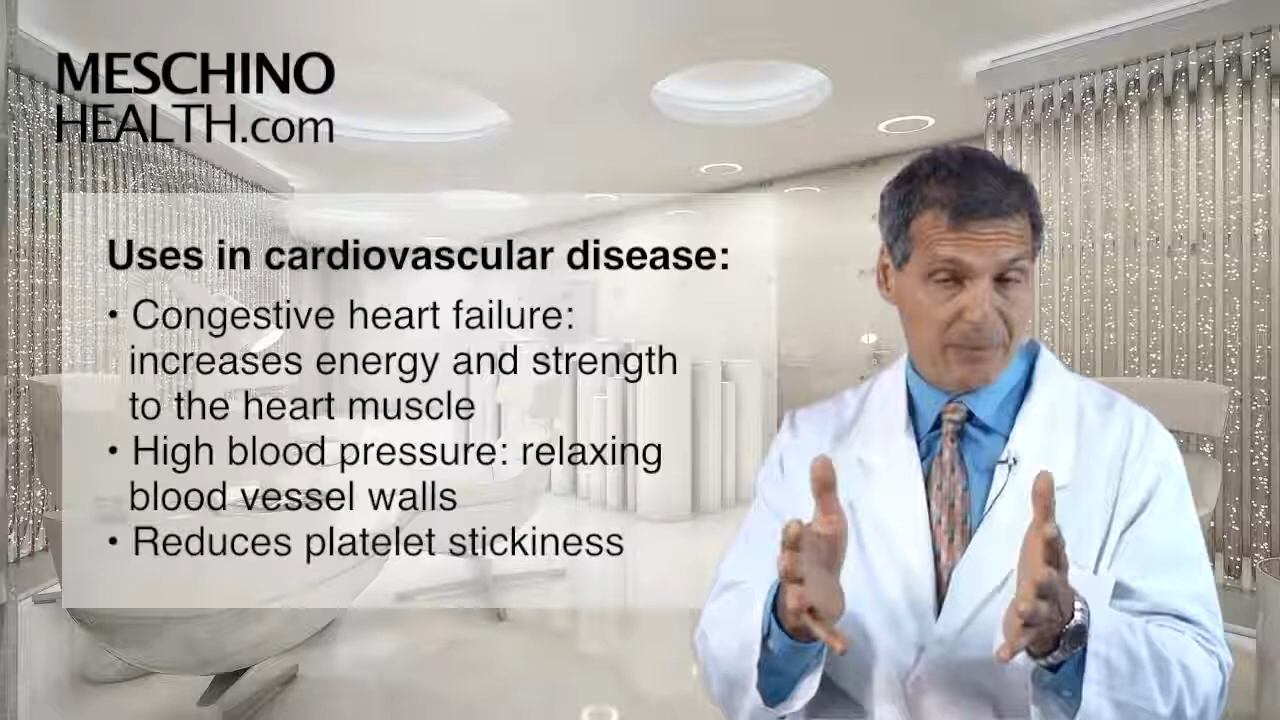 MESCHINO
HEALTH.com
Uses in cardiovascular disease:
• Congestive heart failure:
increases energy and strength
to the heart muscle
• High blood pressure: relaxing
blood vessel walls
• Reduces platelet stickiness